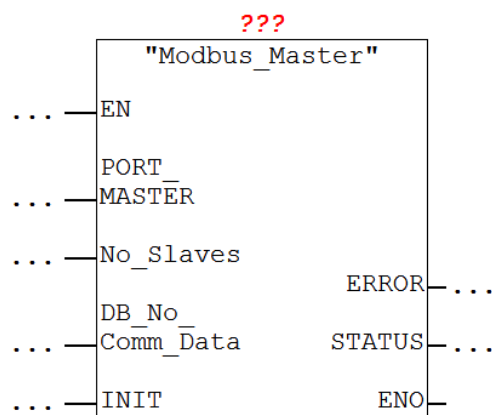 ???
"Modbus_Master"
... EN
PORT_
... MASTER
... No_Slaves
ERROR ...
DB_No_
... Comm_Data STATUS ...
... INIT ENO